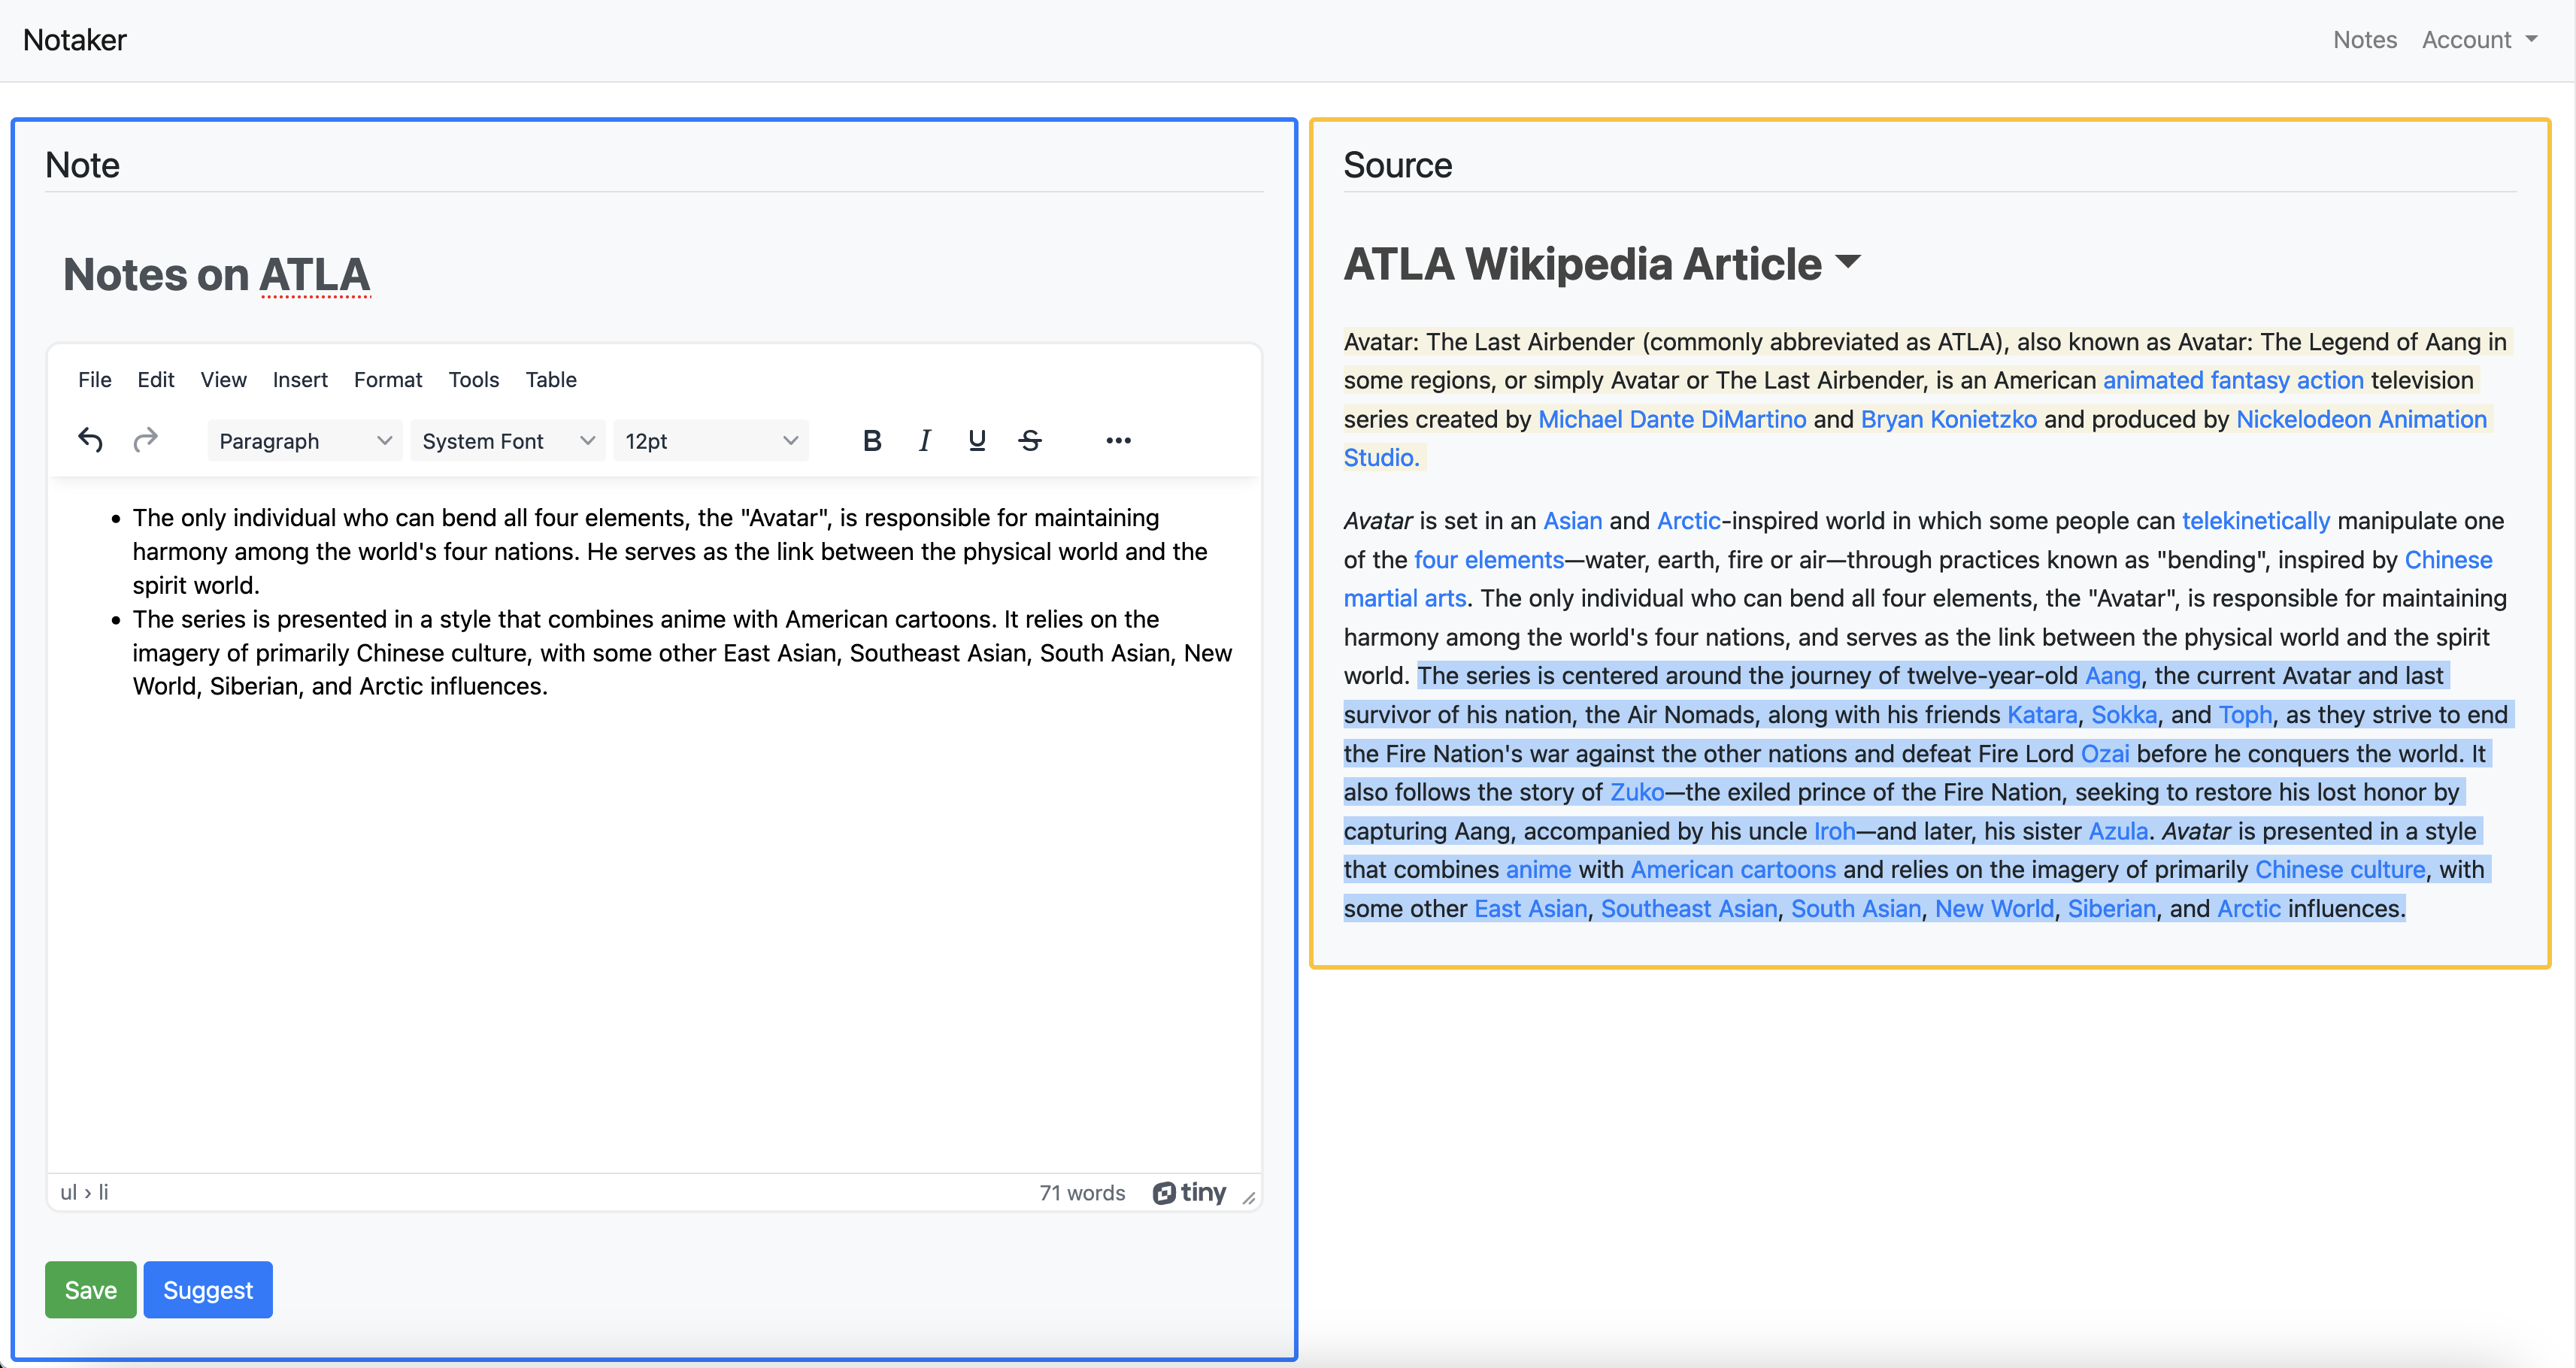 Notaker
Notes Account
Note
Notes on ATLA
File Edit View Insert Format Tools Table
Paragraph System Font 12pt B I U S
The only individual who can bend all four elements, the "Avatar", is responsible for maintaining
harmony among the world's four nations. He serves as the link between the physical world and the
spirit world.
The series is presented in a style that combines anime with American cartoons. It relies on the
imagery of primarily Chinese culture, with some other East Asian, Southeast Asian, South Asian, New
World, Siberian, and Arctic influences.
ul › li
71 words tiny
Save Suggest
Source
ATLA Wikipedia Article
Avatar: The Last Airbender (commonly abbreviated as ATLA), also known as Avatar: The Legend of Aang in
some regions, or simply Avatar or The Last Airbender, is an American animated fantasy action television
series created by Michael Dante DiMartino and Bryan Konietzko and produced by Nickelodeon Animation
Studio.
Avatar is set in an Asian and Arctic-inspired world in which some people can telekinetically manipulate one
of the four elements—water, earth, fire or air—through practices known as "bending", inspired by Chinese
martial arts. The only individual who can bend all four elements, the "Avatar", is responsible for maintaining
harmony among the world's four nations, and serves as the link between the physical world and the spirit
world. The series is centered around the journey of twelve-year-old Aang, the current Avatar and last
survivor of his nation, the Air Nomads, along with his friends Katara, Sokka, and Toph, as they strive to end
the Fire Nation's war against the other nations and defeat Fire Lord Ozai before he conquers the world. It
also follows the story of Zuko—the exiled prince of the Fire Nation, seeking to restore his lost honor by
capturing Aang, accompanied by his uncle Iroh—and later, his sister Azula. Avatar is presented in a style
that combines anime with American cartoons and relies on the imagery of primarily Chinese culture, with
some other East Asian, Southeast Asian, South Asian, New World, Siberian, and Arctic influences.